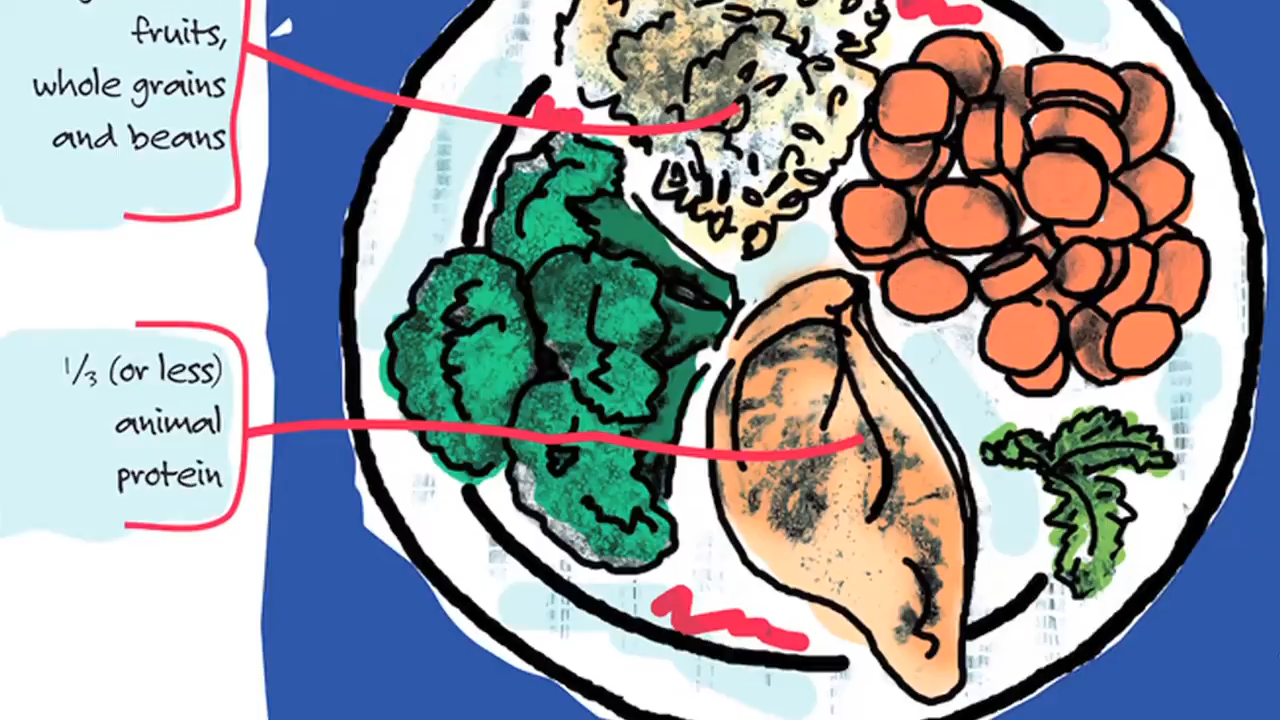 fruits,
whole grains
and beans
1/3 (or less)
animal
protein